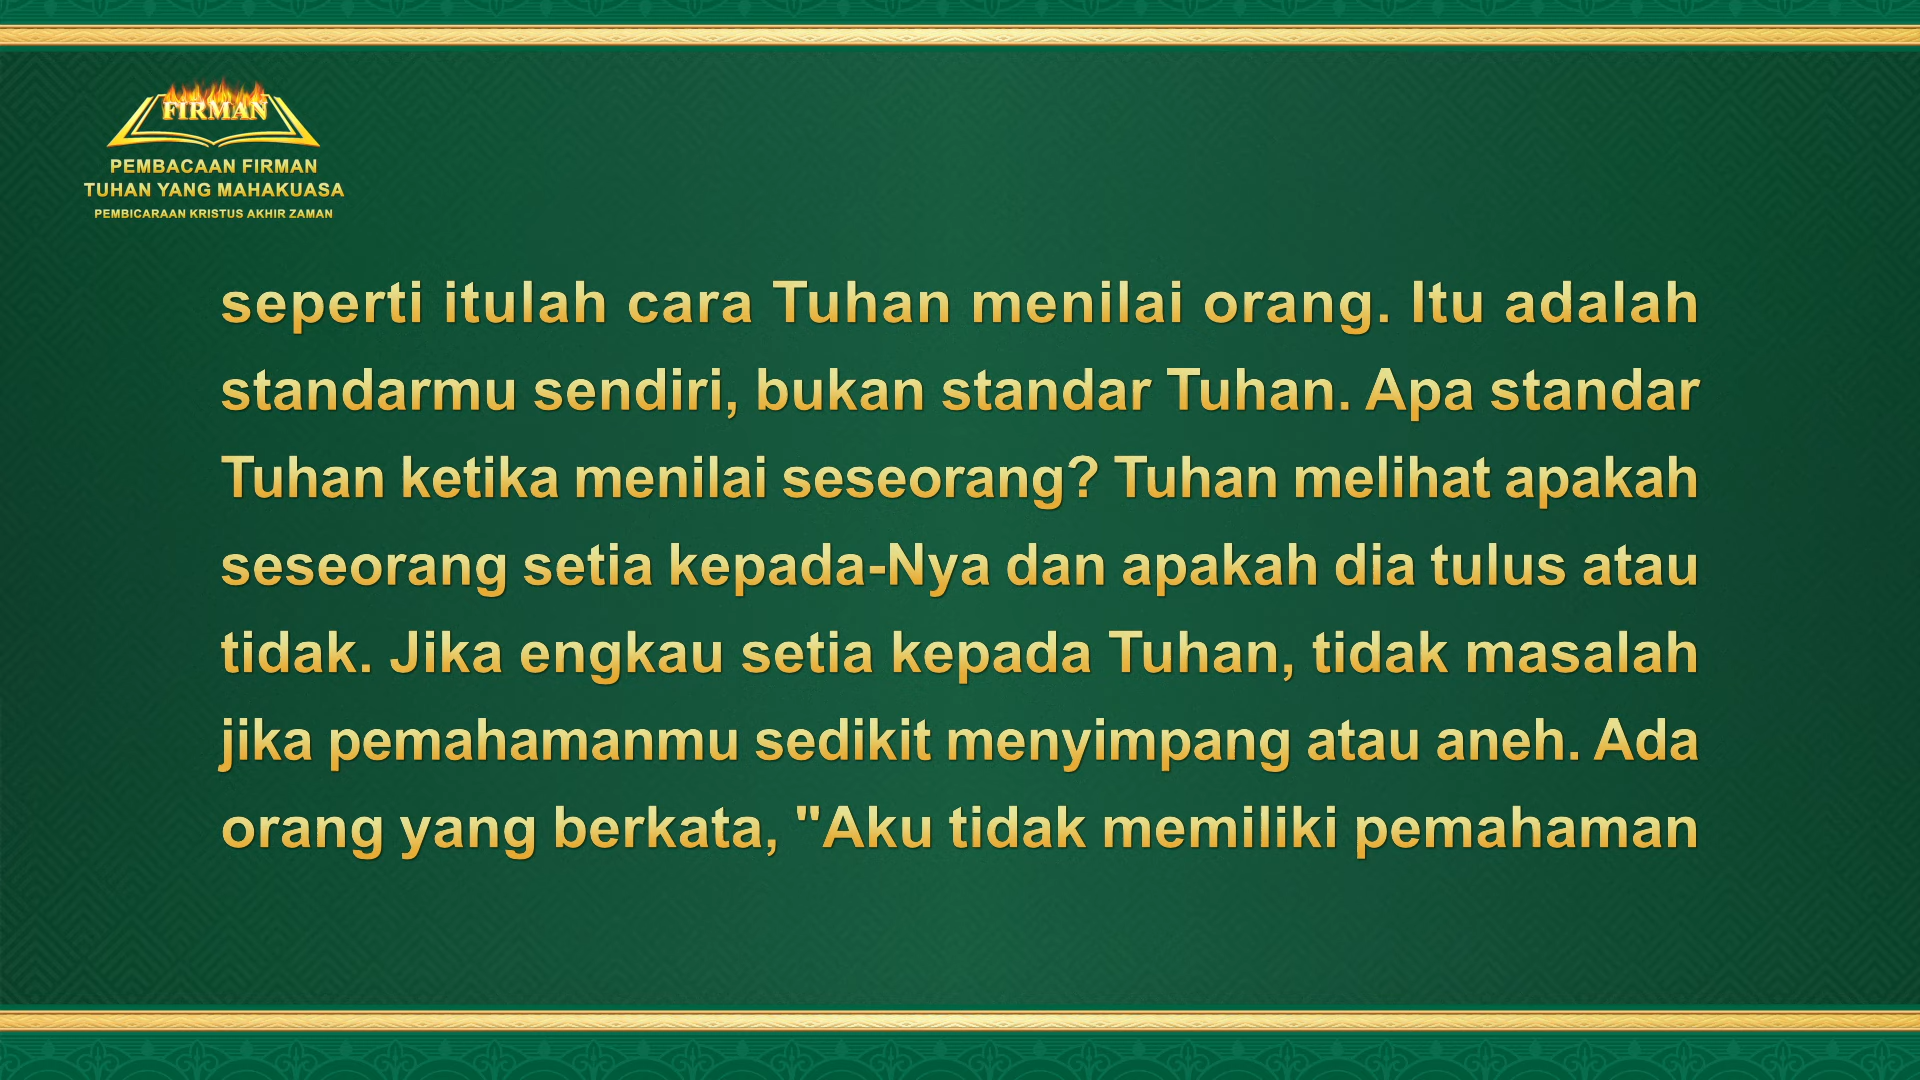 FIRMAN
PEMBACAAN FIRMAN
TUHAN YANG MAHAKUASA
PEMBICARAAN KRISTUS AKHIR ZAMAN
seperti itulah cara Tuhan menilai orang. Itu adalah
standarmu sendiri, bukan standar Tuhan. Apa standar
Tuhan ketika menilai seseorang? Tuhan melihat apakah
seseorang setia kepada-Nya dan apakah dia tulus atau
tidak. Jika engkau setia kepada Tuhan, tidak masalah
jika pemahamanmu sedikit menyimpang atau aneh. Ada
orang yang berkata, "Aku tidak memiliki pemahaman